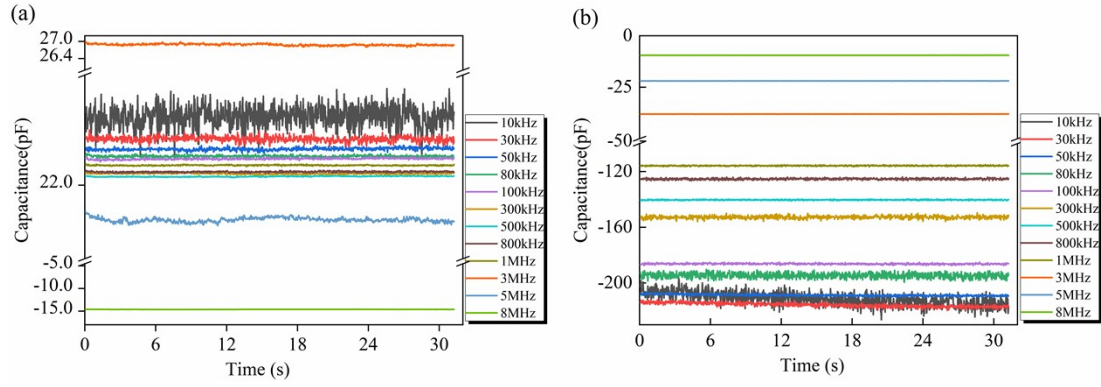 (a)
27.0
26.4
22.0
-5.0
-10.0
-15.0
Capacitance(pF)
0 6 12 18 24 30
Time (s)
10kHz
30kHz
50kHz
80kHz
100kHz
300kHz
500kHz
800kHz
1MHz
3MHz
5MHz
8MHz
(b)
0
-25
-50
-120
-160
-200
Capacitance(pF)
0 6 12 18 24 30
Time (s)
10kHz
30kHz
50kHz
80kHz
100kHz
300kHz
500kHz
800kHz
1MHz
3MHz
5MHz
8MHz